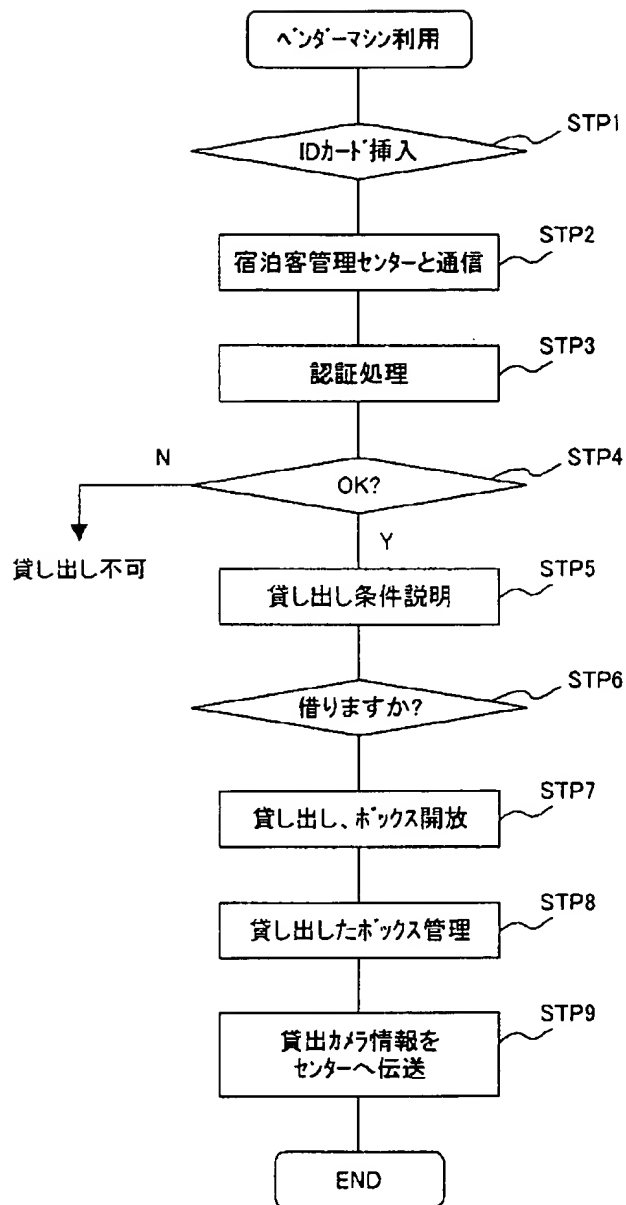 ベンダーマシン利用
STP1
IDカード挿入
STP2
宿泊客管理センターと通信
STP3
認証処理
STP4
N
OK?
Y
貸し出し不可
STP5
貸し出し条件説明
STP6
借りますか?
STP7
貸し出し、ボックス開放
STP8
貸し出したボックス管理
STP9
貸出カメラ情報を
センターへ伝送
END